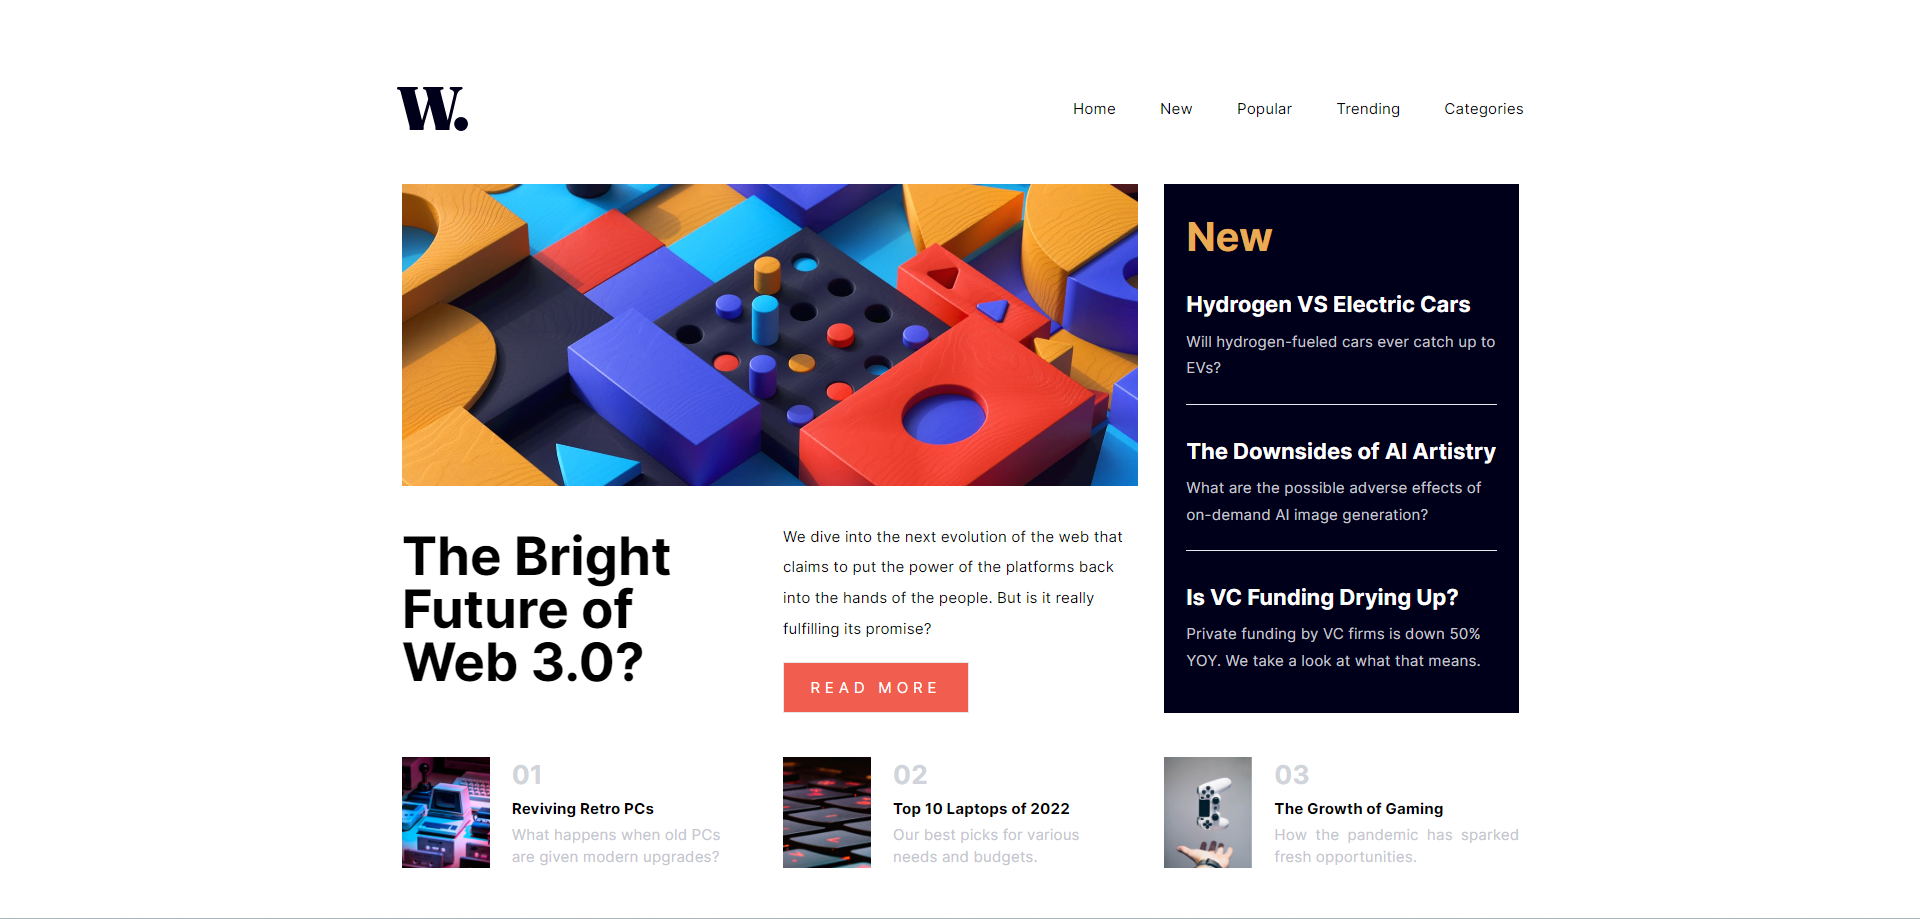 W.
Home New Popular Trending Categories
New
Hydrogen VS Electric Cars
Will hydrogen-fueled cars ever catch up to
EVs?
The Downsides of AI Artistry
What are the possible adverse effects of
on-demand AI image generation?
Is VC Funding Drying Up?
Private funding by VC firms is down 50%
YOY. We take a look at what that means.
The Bright
Future of
Web 3.0?
We dive into the next evolution of the web that
claims to put the power of the platforms back
into the hands of the people. But is it really
fulfilling its promise?
READ MORE
01
Reviving Retro PCs
What happens when old PCs
are given modern upgrades?
02
Top 10 Laptops of 2022
Our best picks for various
needs and budgets.
03
The Growth of Gaming
How the pandemic has sparked
fresh opportunities.